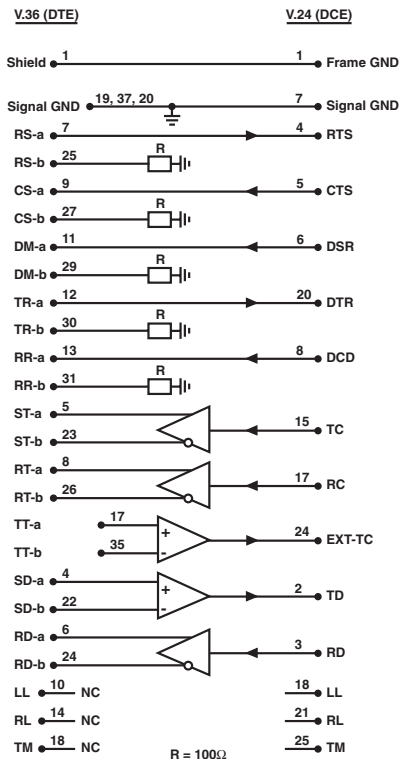 V.36 (DTE) V.24 (DCE)
Shield 1 1 Frame GND
Signal GND 19, 37, 20 7 Signal GND
RS-a 7 4 RTS
RS-b 25 R
CS-a 9 5 CTS
CS-b 27 R
DM-a 11 6 DSR
DM-b 29 R
TR-a 12 20 DTR
TR-b 30 R
RR-a 13 8 DCD
RR-b 31 R
ST-a 5
15 TC
ST-b 23
RT-a 8
17 RC
RT-b 26
TT-a 17 +
24 EXT-TC
TT-b 35 -
SD-a 4 +
2 TD
SD-b 22 -
RD-a 6
3 RD
RD-b 24
LL 10 NC 18 LL
RL 14 NC 21 RL
TM 18 NC 25 TM
R = 100Ω